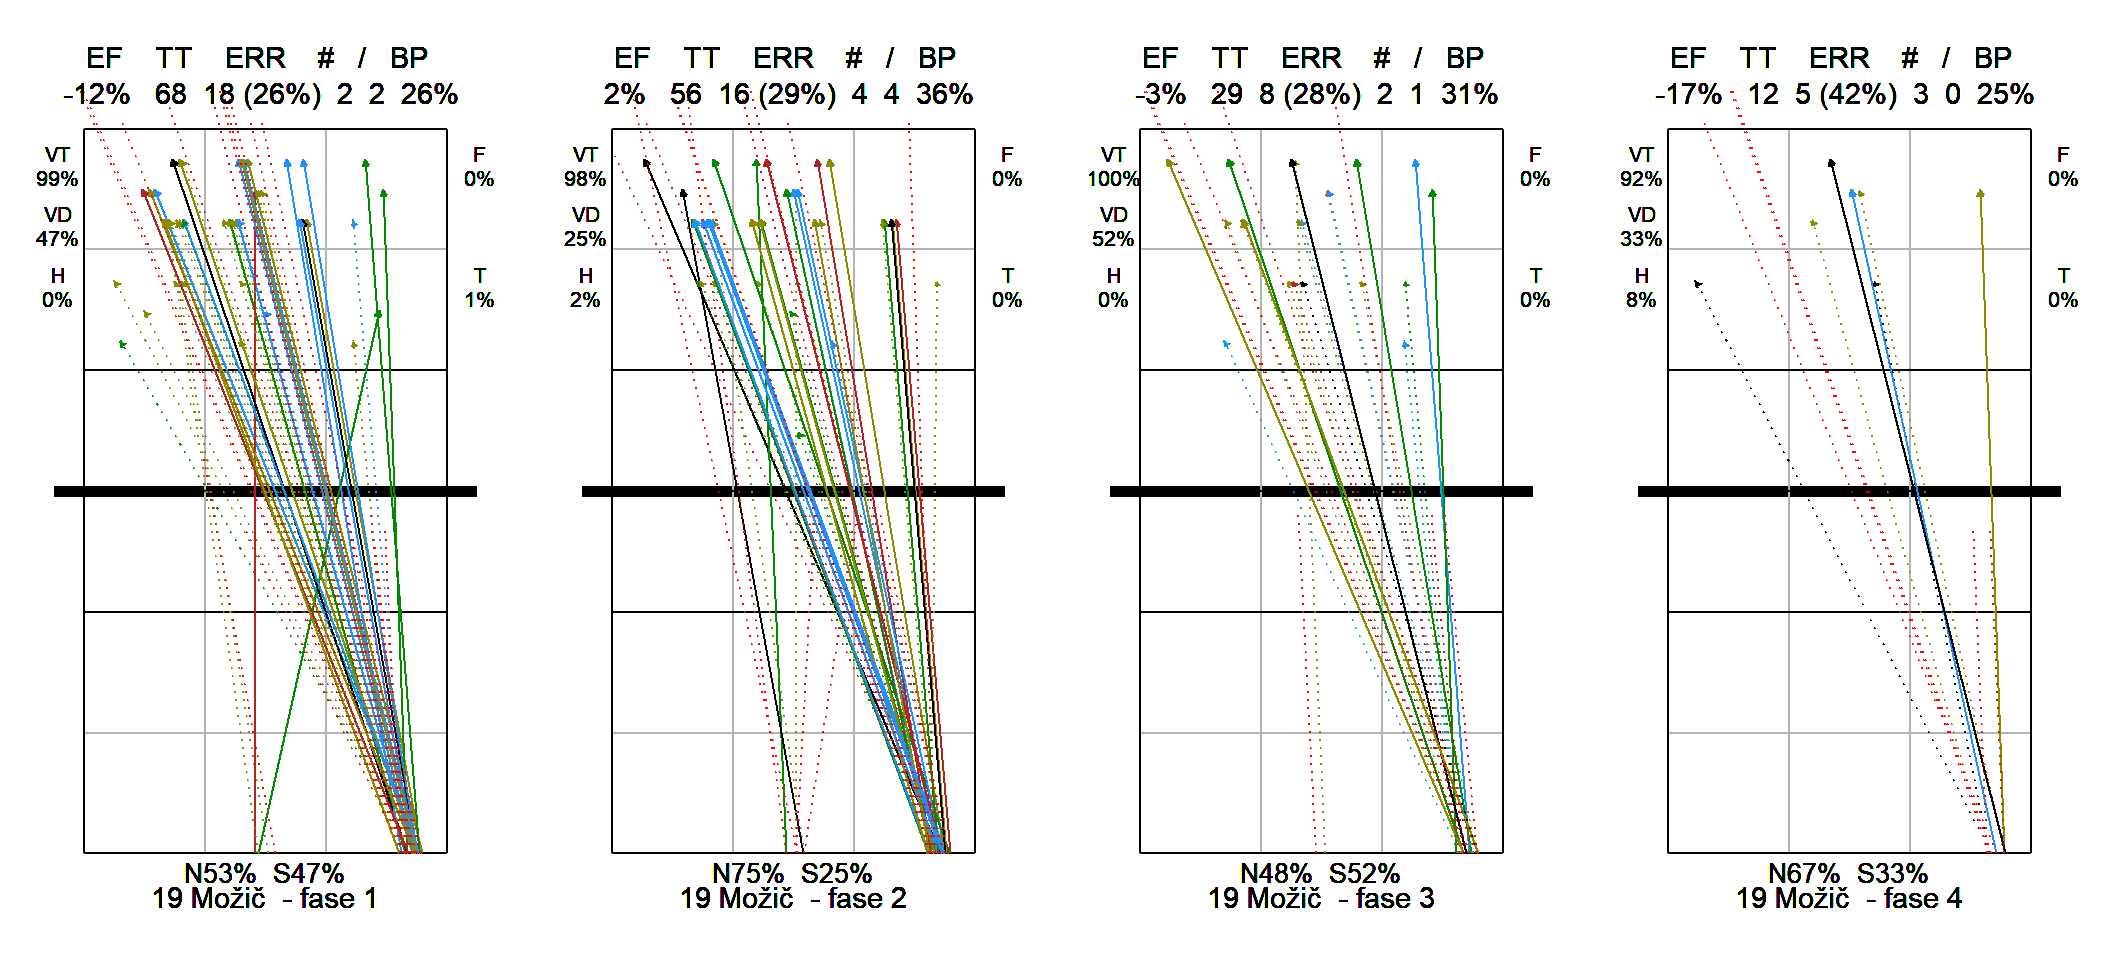 EF TT ERR # / BP
-12% 68 18 (26%) 2 2 26%
VT
99%
VD
47%
H
0%
F
0%
T
1%
N53% S47%
19 Možič - fase 1
EF TT ERR # / BP
2% 56 16 (29%) 4 4 36%
VT
98%
VD
25%
H
2%
F
0%
T
0%
N75% S25%
19 Možič - fase 2
EF TT ERR # / BP
-3% 29 8 (28%) 2 1 31%
VT
100%
VD
52%
H
0%
F
0%
T
0%
N48% S52%
19 Možič - fase 3
EF TT ERR # / BP
-17% 12 5 (42%) 3 0 25%
VT
92%
VD
33%
H
8%
F
0%
T
0%
N67% S33%
19 Možič - fase 4